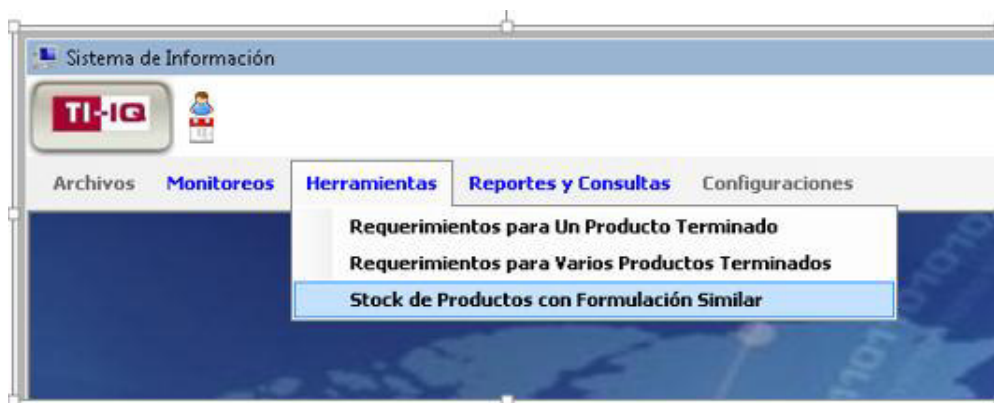 Sistema de Información
TI-IQ
Archivos Monitoreos Herramientas Reportes y Consultas Configuraciones
Requerimientos para Un Producto Terminado
Requerimientos para Varios Productos Terminados
Stock de Productos con Formulación Similar